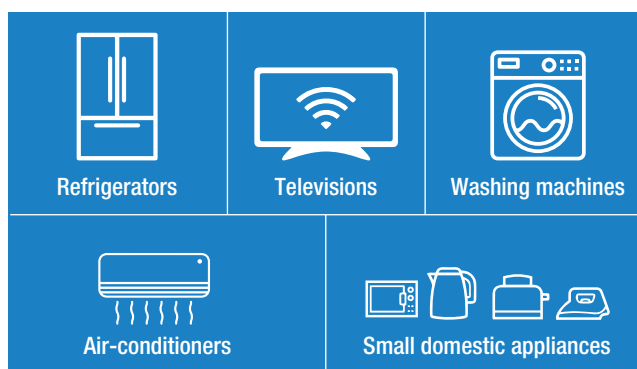 Refrigerators
Televisions
Washing machines
Air-conditioners
Small domestic appliances